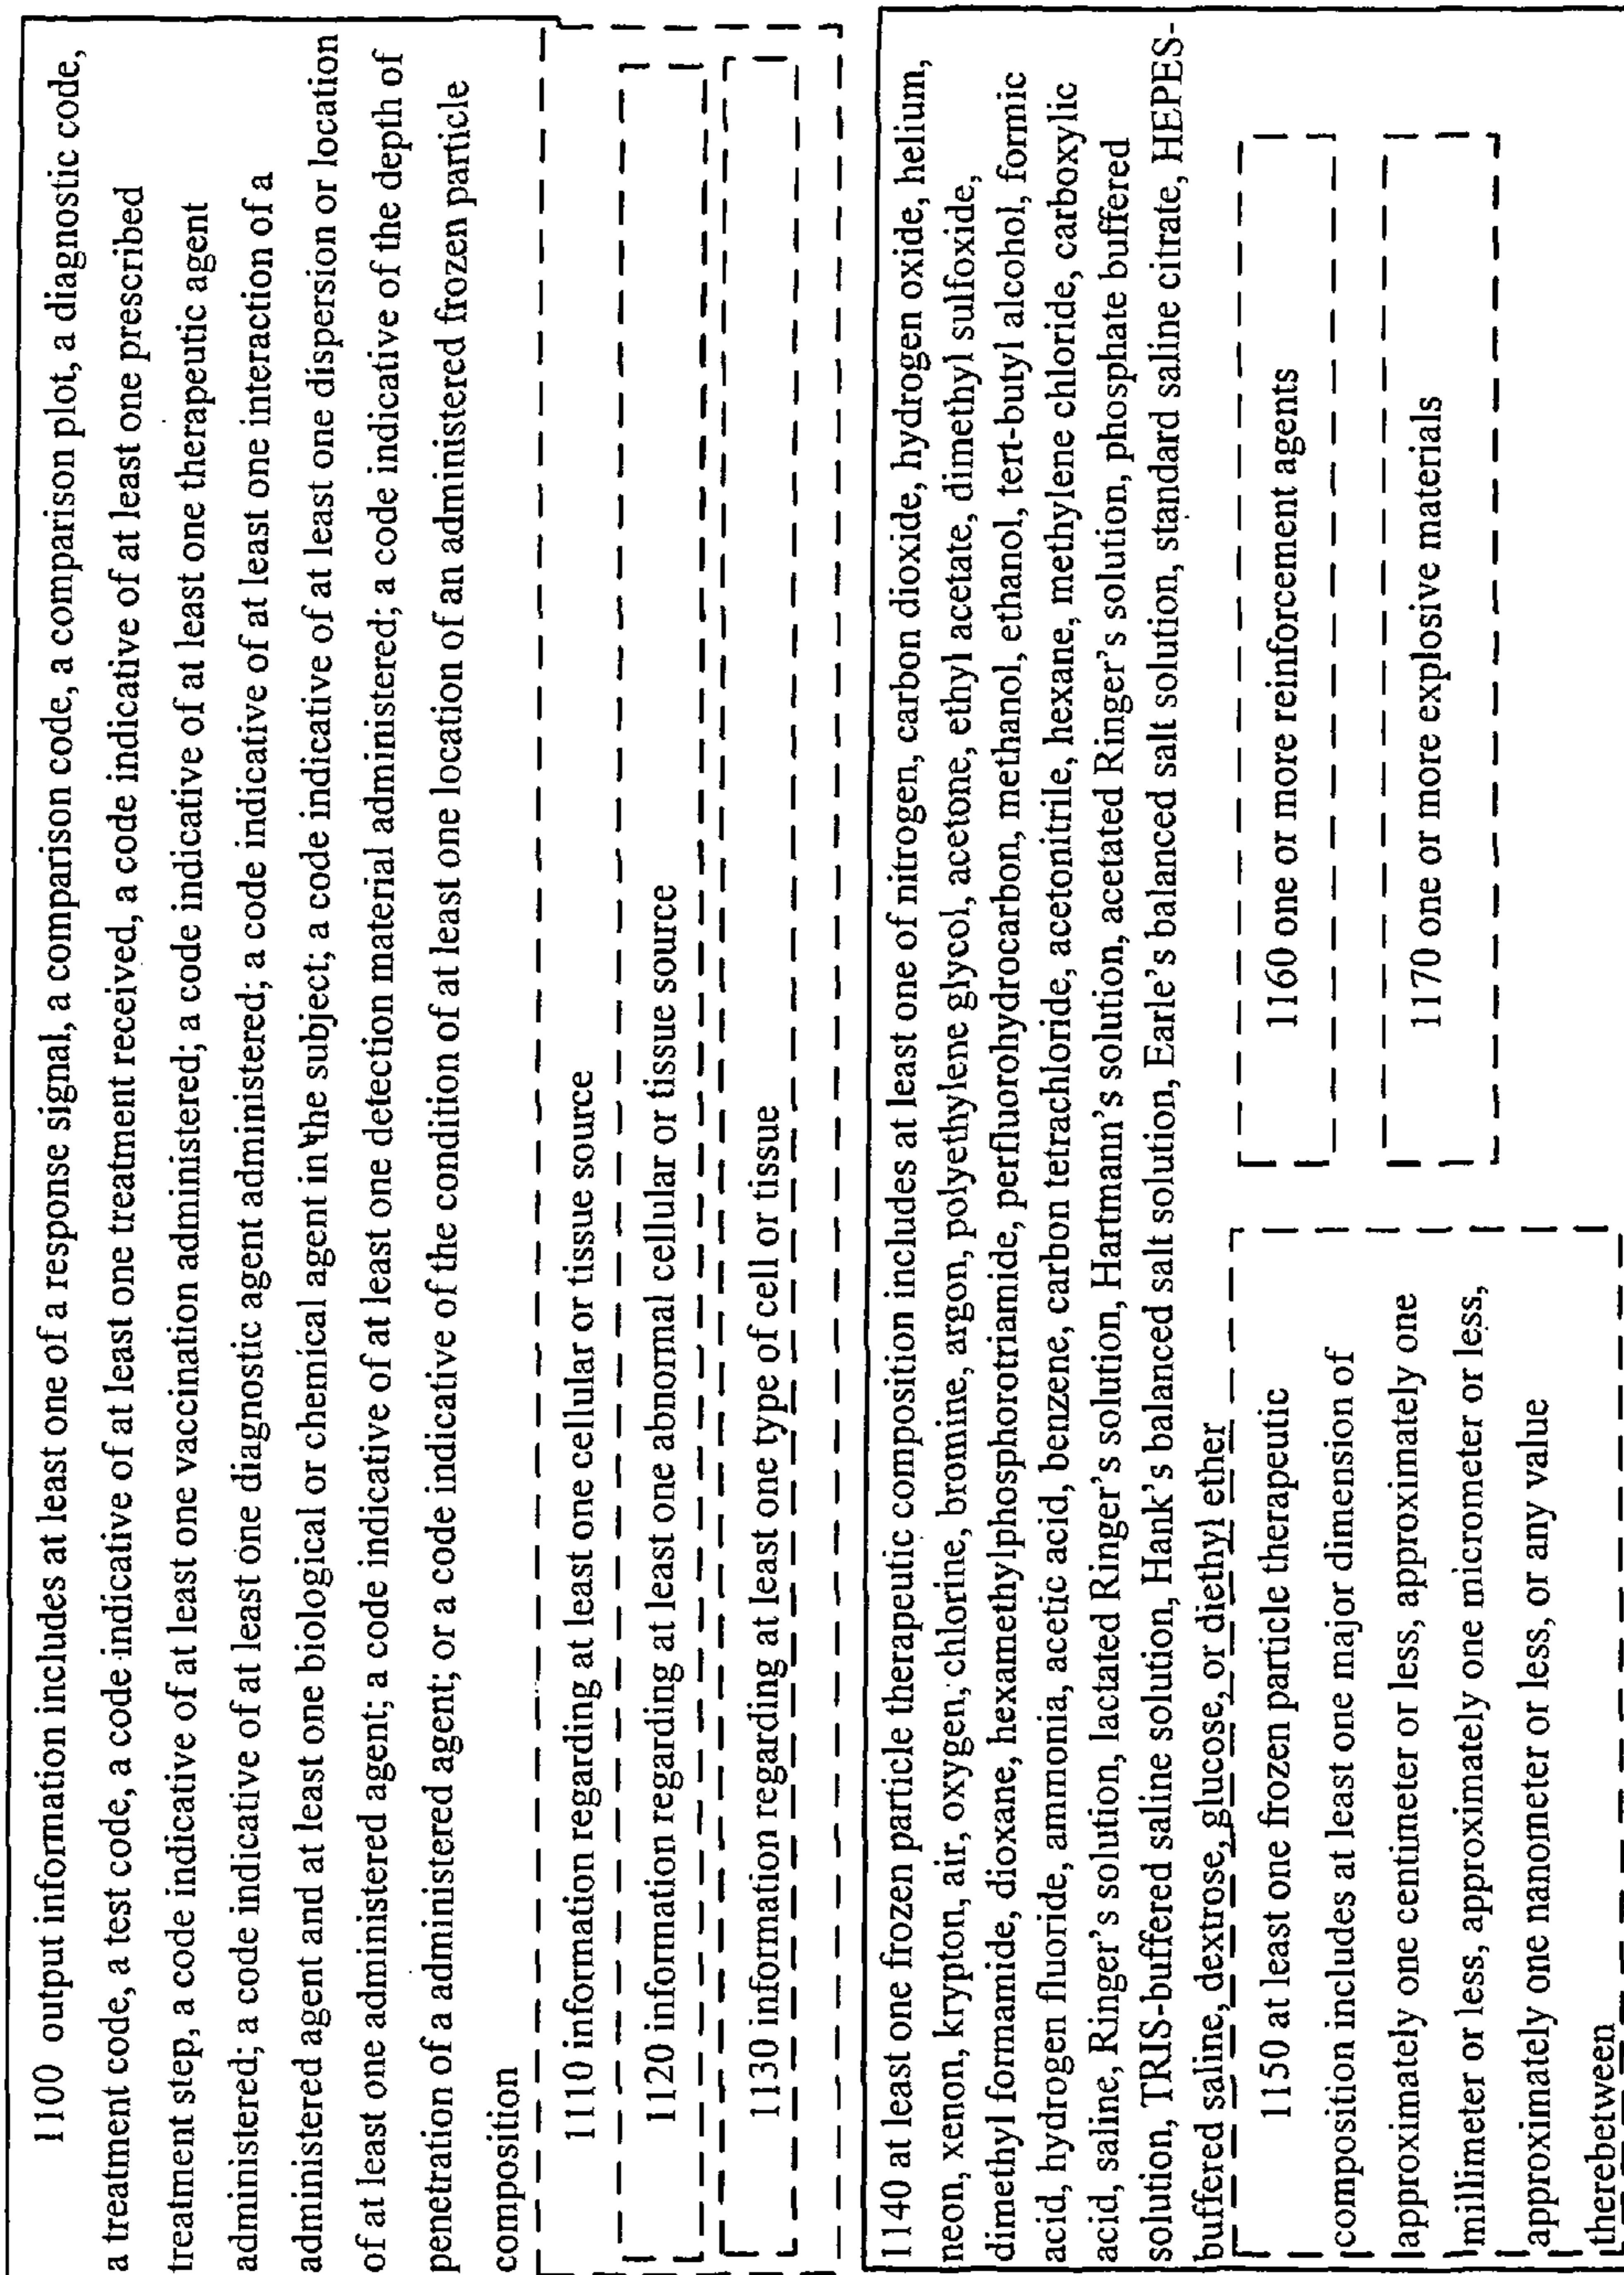 1100 output information includes at least one of a response signal, a comparison code, a comparison plot, a diagnostic code,
a treatment code, a test code, a code indicative of at least one treatment received, a code indicative of at least one prescribed
treatment step, a code indicative of at least one vaccination administered; a code indicative of at least one therapeutic agent
administered; a code indicative of at least one diagnostic agent administered; a code indicative of at least one interaction of a
administered agent and at least one biological or chemical agent in the subject; a code indicative of at least one dispersion or location
of at least one administered agent; a code indicative of at least one detection material administered; a code indicative of the depth of
penetration of a administered agent; or a code indicative of the condition of at least one location of an administered frozen particle
composition
1110 information regarding at least one cellular or tissue source
1120 information regarding at least one abnormal cellular or tissue source
1130 information regarding at least one type of cell or tissue
1140 at least one frozen particle therapeutic composition includes at least one of nitrogen, carbon dioxide, hydrogen oxide, helium,
neon, xenon, krypton, air, oxygen, chlorine, bromine, argon, polyethylene glycol, acetone, ethyl acetate, dimethyl sulfoxide,
dimethyl formamide, dioxane, hexamethylphosphorotriamide, perfluorohydrocarbon, methanol, ethanol, tert-butyl alcohol, formic
acid, hydrogen fluoride, ammonia, acetic acid, benzene, carbon tetrachloride, acetonitrile, hexane, methylene chloride, carboxylic
acid, saline, Ringer's solution, lactated Ringer's solution, Hartmann's solution, acetated Ringer's solution, phosphate buffered
solution, TRIS-buffered saline solution, Hank's balanced salt solution, Earle's balanced salt solution, standard saline citrate, HEPES-
buffered saline, dextrose, glucose, or diethyl ether
1150 at least one frozen particle therapeutic
composition includes at least one major dimension of
approximately one centimeter or less, approximately one
millimeter or less, approximately one micrometer or less,
approximately one nanometer or less, or any value
therebetween
1160 one or more reinforcement agents
1170 one or more explosive materials